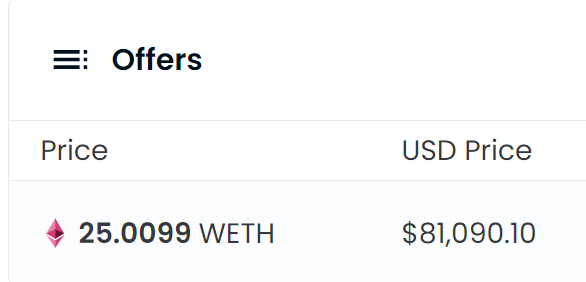 Offers
Price USD Price
25.0099 WETH $81,090.10